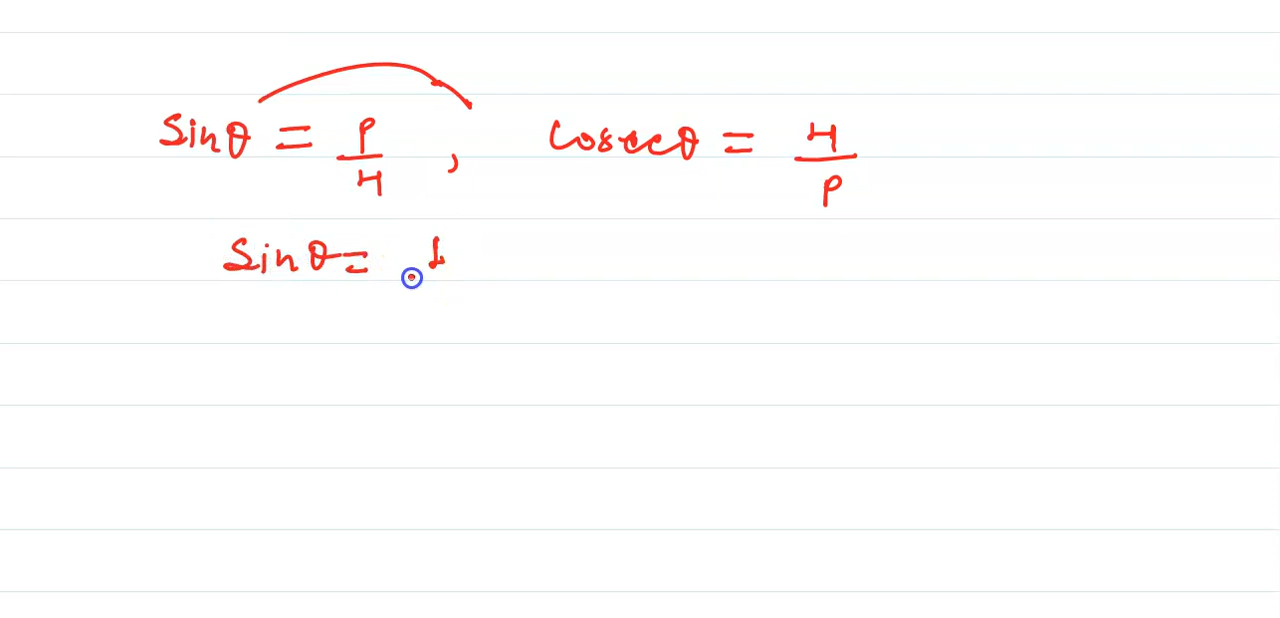 sinθ = P/H , cosecθ = H/P
sinθ = 1